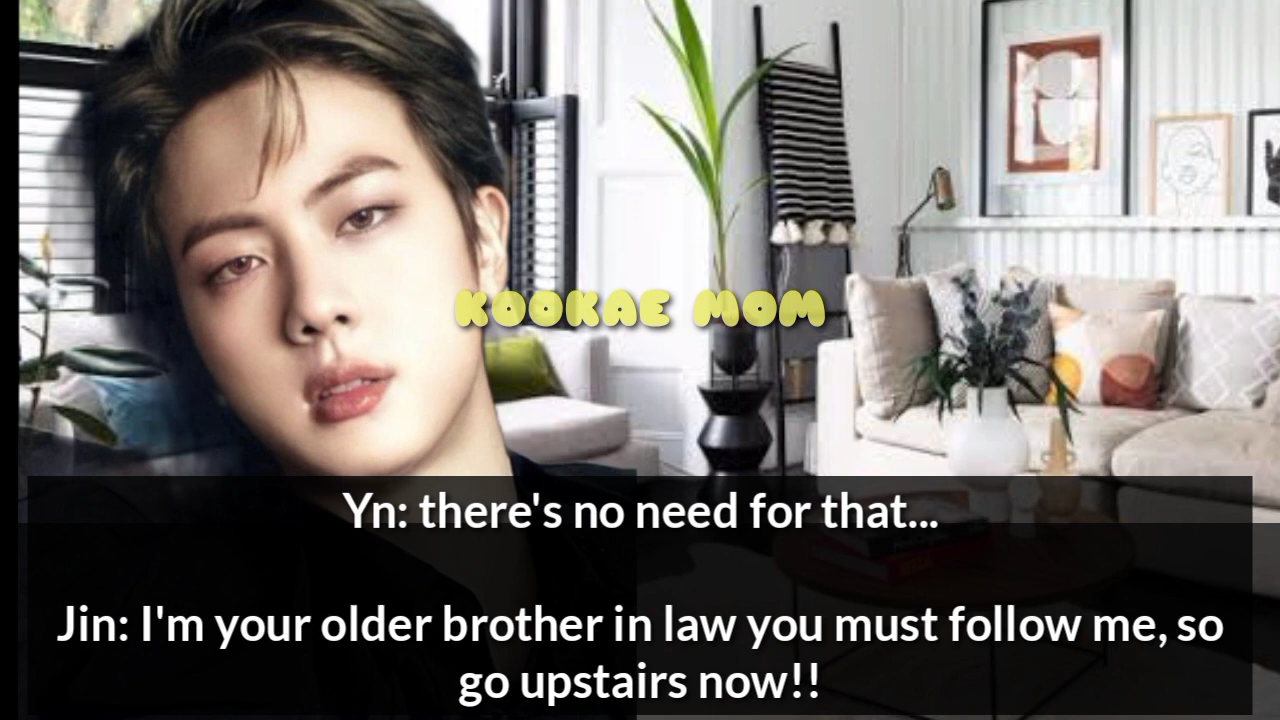 KOOKAE MOM
Yn: there's no need for that...
Jin: I'm your older brother in law you must follow me, so
go upstairs now!!